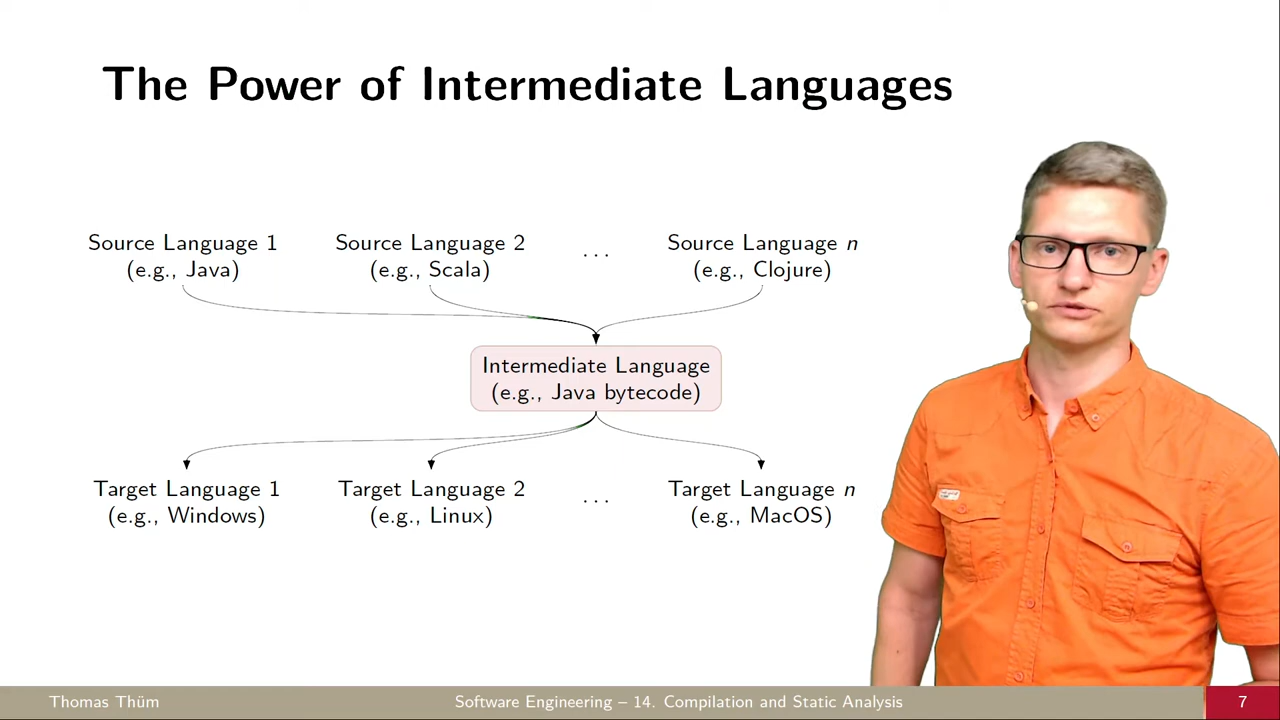 The Power of Intermediate Languages
Source Language 1
(e.g., Java)
Source Language 2
(e.g., Scala)
. . .
Source Language n
(e.g., Clojure)
Intermediate Language
(e.g., Java bytecode)
Target Language 1
(e.g., Windows)
Target Language 2
(e.g., Linux)
. . .
Target Language n
(e.g., MacOS)
Thomas Thüm
Software Engineering – 14. Compilation and Static Analysis
7